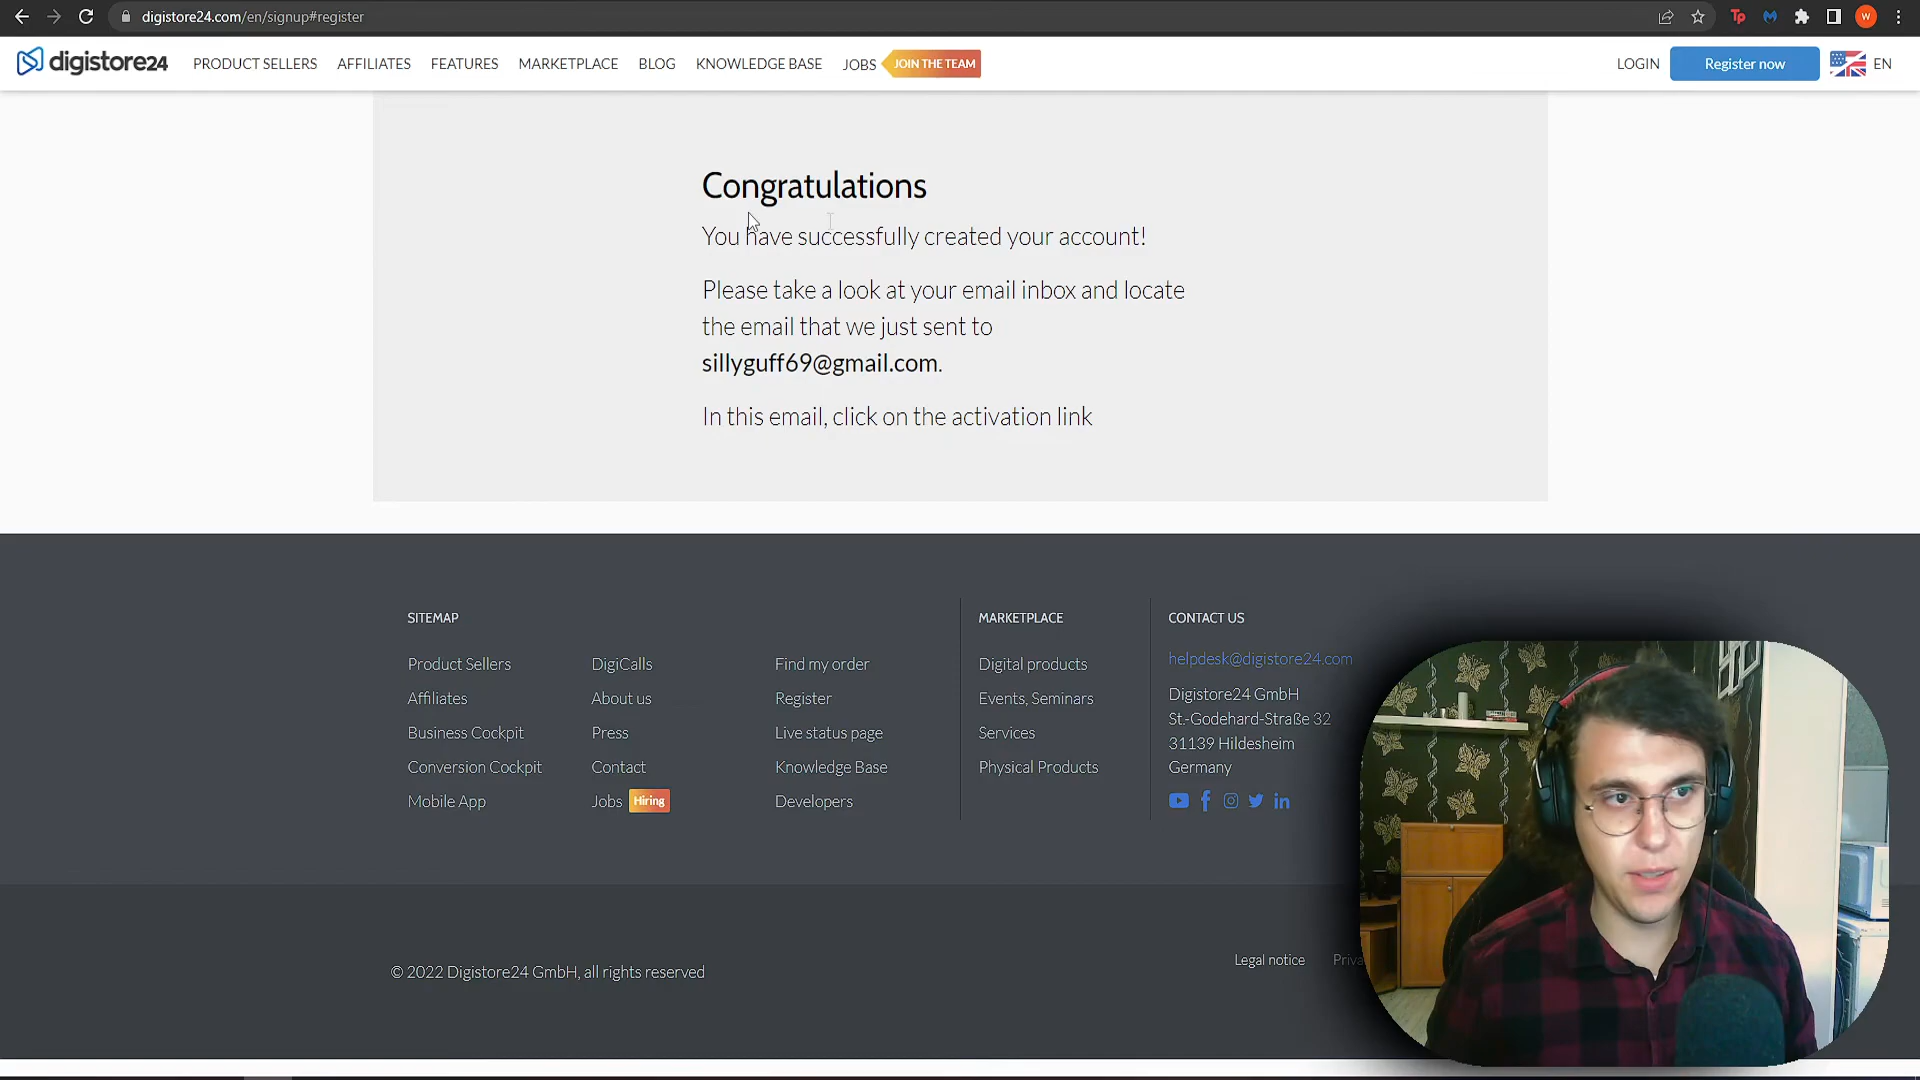 digistore24.com/en/signup#register
Tp
W
digistore24
PRODUCT SELLERS
AFFILIATES
FEATURES
MARKETPLACE
BLOG
KNOWLEDGE BASE
JOBS
JOIN THE TEAM
LOGIN
Register now
EN
Congratulations
You have successfully created your account!
Please take a look at your email inbox and locate
the email that we just sent to
sillyguff69@gmail.com.
In this email, click on the activation link
SITEMAP
Product Sellers
Affiliates
Business Cockpit
Conversion Cockpit
Mobile App
DigiCalls
About us
Press
Contact
Jobs Hiring
Find my order
Register
Live status page
Knowledge Base
Developers
MARKETPLACE
Digital products
Events, Seminars
Services
Physical Products
CONTACT US
helpdesk@digistore24.com
Digistore24 GmbH
St.-Godehard-Straße 32
31139 Hildesheim
Germany
© 2022 Digistore24 GmbH, all rights reserved
Legal notice